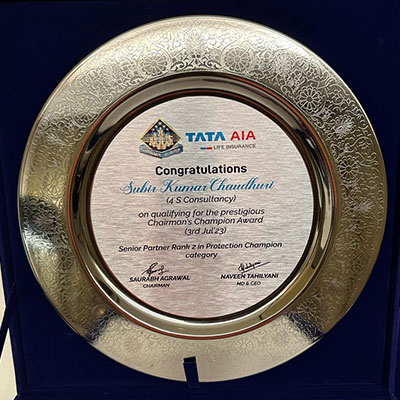 TATA AIA
LIFE INSURANCE
Congratulations
Subir Kumar Chaudhuri
(4 S Consultancy)
on qualifying for the prestigious
Chairman's Champion Award
(3rd Jul'23)
Senior Partner Rank 2 in Protection Champion
category
SAURABH AGRAWAL
CHAIRMAN
NAVEEN TAHILYANI
MD & CEO